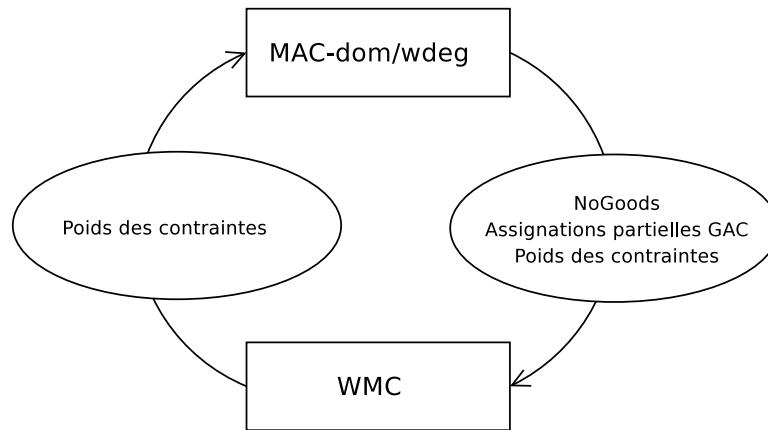 MAC-dom/wdeg
Poids des contraintes
NoGoods
Assignations partielles GAC
Poids des contraintes
WMC